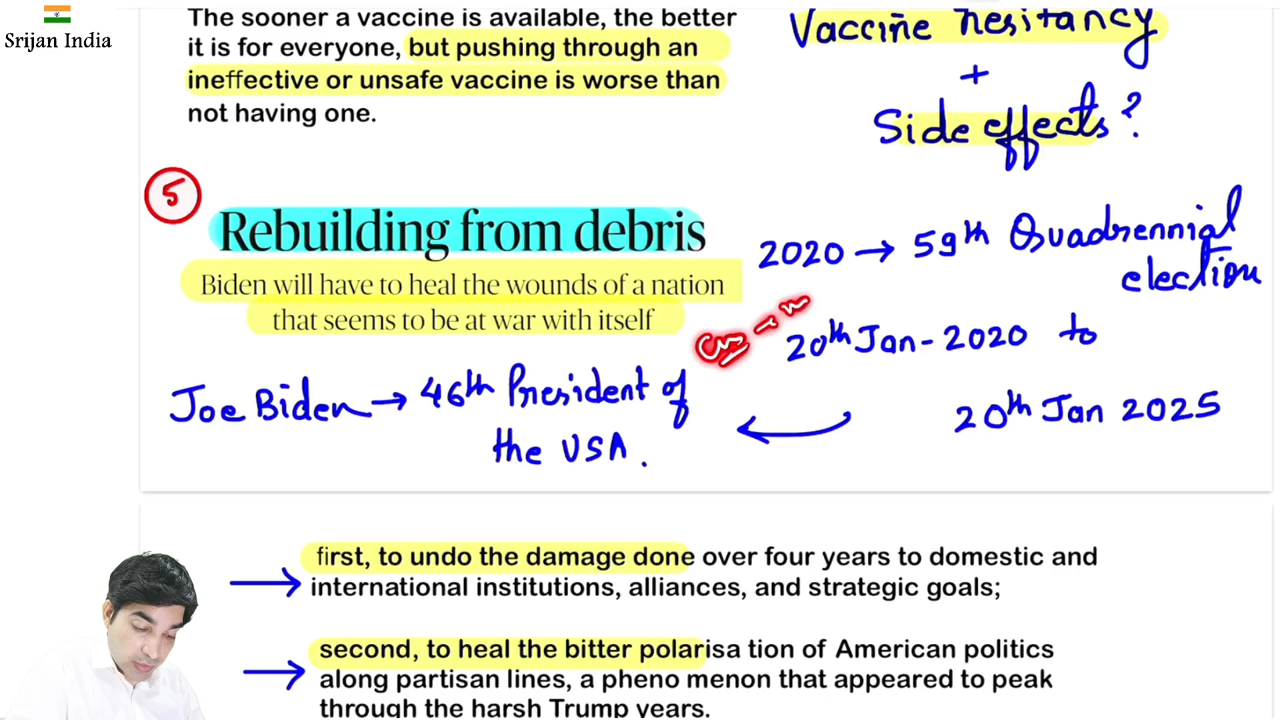 Srijan India
The sooner a vaccine is available, the better
it is for everyone, but pushing through an
ineffective or unsafe vaccine is worse than
not having one.
Vaccine hesitancy
+
Side effects?
5
Rebuilding from debris
Biden will have to heal the wounds of a nation
that seems to be at war with itself
2020 → 59th Quadrennial
election
20th Jan - 2020 to
20th Jan 2025
Joe Biden → 46th President of
the USA.
first, to undo the damage done over four years to domestic and
international institutions, alliances, and strategic goals;
second, to heal the bitter polarisa tion of American politics
along partisan lines, a pheno menon that appeared to peak
through the harsh Trump years.